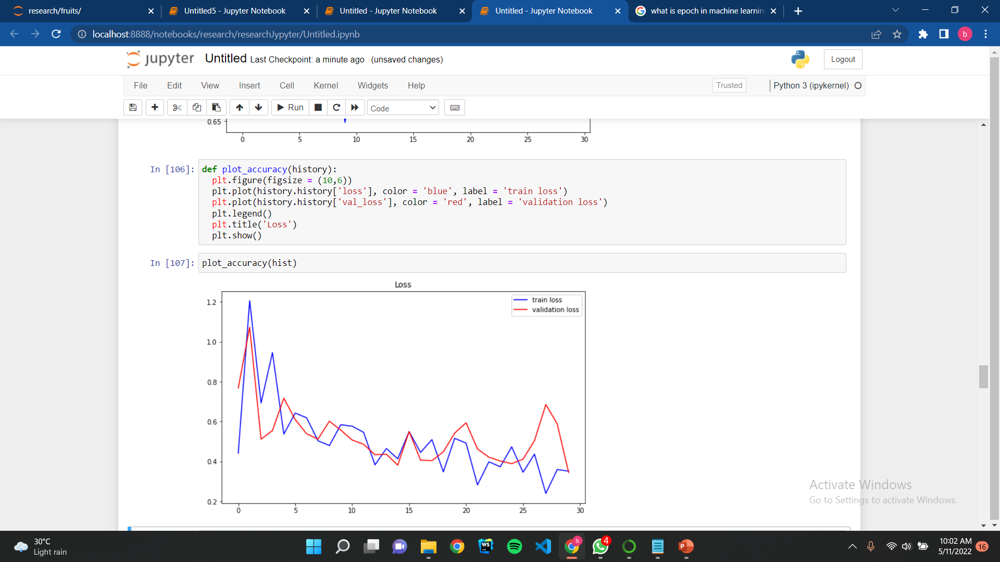 research/fruits/
Untitled5 - Jupyter Notebook
Untitled - Jupyter Notebook
Untitled - Jupyter Notebook
what is epoch in machine learnin
localhost:8888/notebooks/research/researchJypyter/Untitled.ipynb
b
jupyter
Untitled Last Checkpoint: a minute ago (unsaved changes)
Logout
File Edit View Insert Cell Kernel Widgets Help
Trusted
Python 3 (ipykernel)
Run
Code
0.65
0 5 10 15 20 25 30
In [106]:
def plot_accuracy(history):
plt.figure(figsize = (10,6))
plt.plot(history.history['loss'], color = 'blue', label = 'train loss')
plt.plot(history.history['val_loss'], color = 'red', label = 'validation loss')
plt.legend()
plt.title('Loss')
plt.show()
In [107]:
plot_accuracy(hist)
Loss
train loss
validation loss
1.2
1.0
0.8
0.6
0.4
0.2
0 5 10 15 20 25 30
Activate Windows
Go to Settings to activate Windows.
30°C
Light rain
WS
b
4
P
10:02 AM
5/11/2022
16